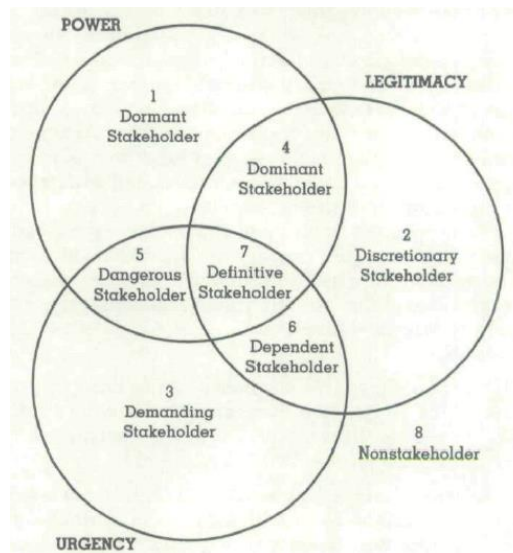 POWER
LEGITIMACY
1
Dormant
Stakeholder
4
Dominant
Stakeholder
2
Discretionary
Stakeholder
5
Dangerous
Stakeholder
7
Definitive
Stakeholder
6
Dependent
Stakeholder
3
Demanding
Stakeholder
8
Nonstakeholder
URGENCY